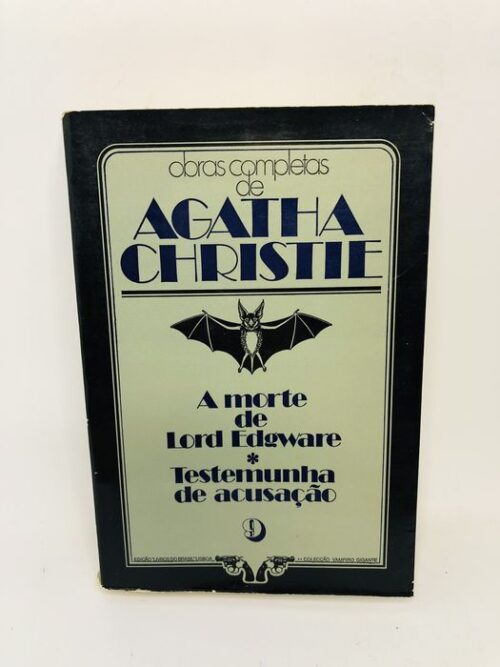 obras completas
de
AGATHA
CHRISTIE
A morte
de
Lord Edgware
*
Testemunha
de acusação
9
EDIÇÃO "LIVROS DO BRASIL" LISBOA
** COLECÇÃO VAMPIRO GIGANTE